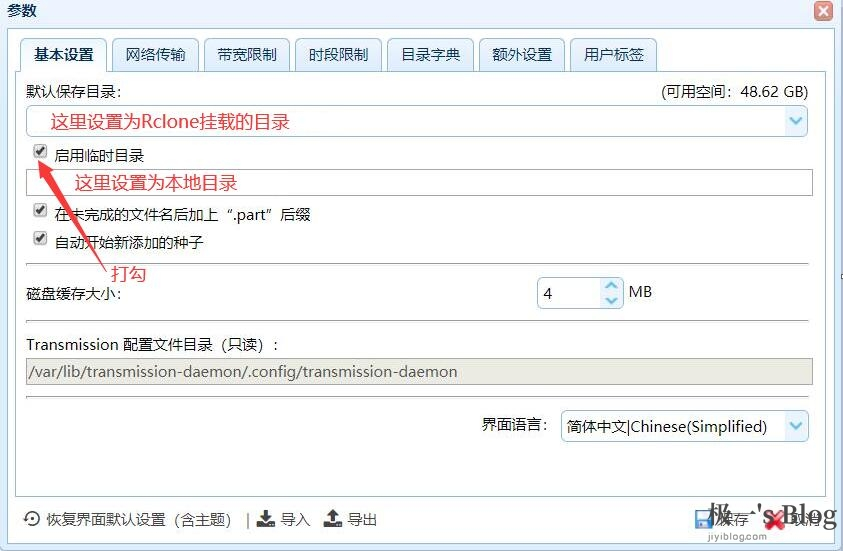 参数
基本设置 网络传输 带宽限制 时段限制 目录字典 额外设置 用户标签
默认保存目录: (可用空间: 48.62 GB)
这里设置为Rclone挂载的目录
启用临时目录
这里设置为本地目录
在未完成的文件名后加上“.part”后缀
自动开始新添加的种子
打勾
磁盘缓存大小: 4 MB
Transmission 配置文件目录（只读）:
/var/lib/transmission-daemon/.config/transmission-daemon
界面语言: 简体中文|Chinese(Simplified)
恢复界面默认设置（含主题） | 导入 导出 保存 取消
极一's Blog
jiyiblog.com